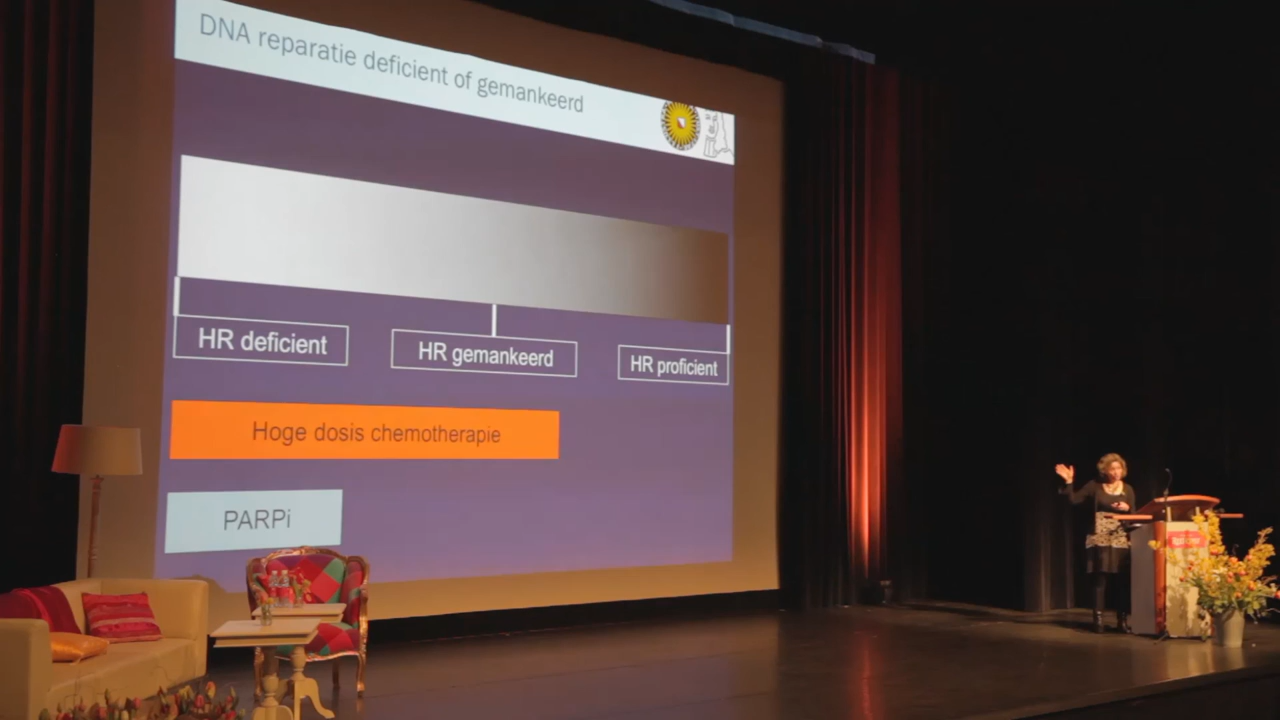 DNA reparatie deficient of gemankeerd
HR deficient
HR gemankeerd
HR proficient
Hoge dosis chemotherapie
PARPi